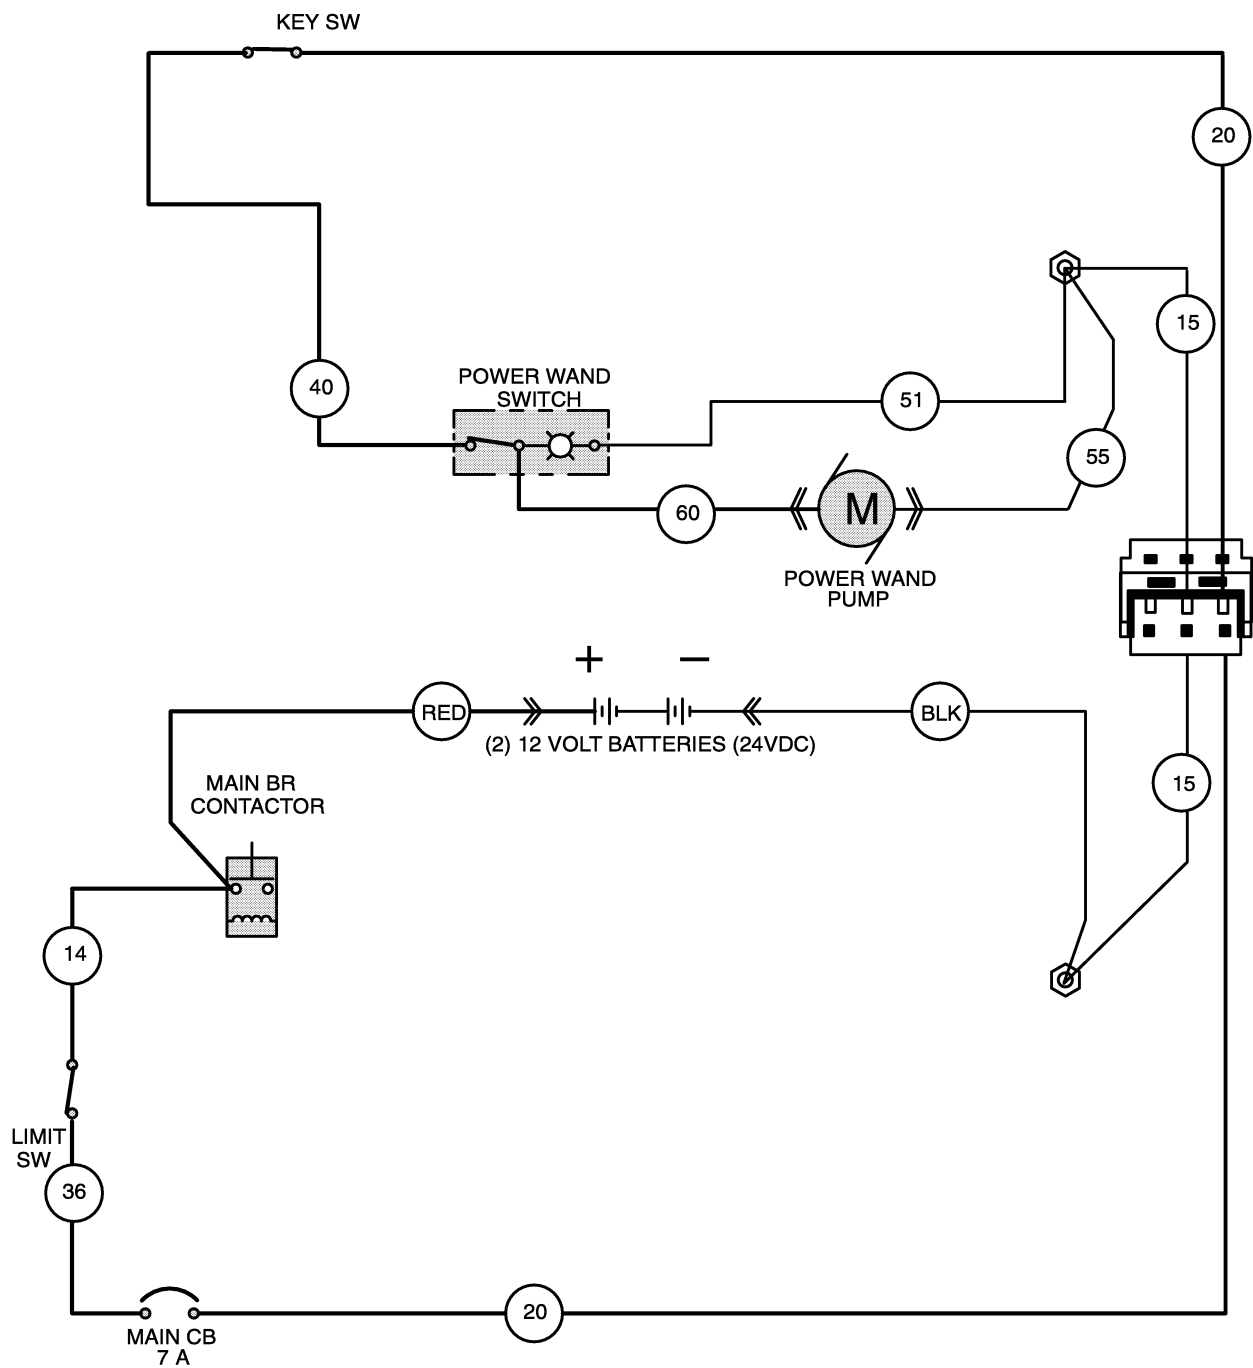 KEY SW
20
15
40
POWER WAND
SWITCH
51
55
60
M
POWER WAND
PUMP
+ −
RED
BLK
(2) 12 VOLT BATTERIES (24VDC)
15
MAIN BR
CONTACTOR
14
LIMIT
SW
36
20
MAIN CB
7 A